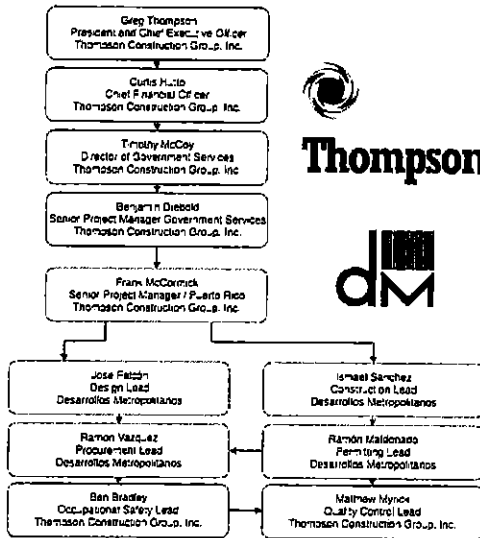 Greg Thompson
President and Chief Executive Officer
Thompson Construction Group, Inc.
Curtis Hutto
Chief Financial Officer
Thompson Construction Group, Inc.
Timothy McCoy
Director of Government Services
Thompson Construction Group, Inc
Benjamin Diebold
Senior Project Manager Government Services
Thompson Construction Group, Inc.
Thompson
Frank McCormick
Senior Project Manager / Puerto Rico
Thompson Construction Group, Inc.
dM
Jose Falcón
Design Lead
Desarrollos Metropolitanos
Ismael Sanchez
Construction Lead
Desarrollos Metropolitanos
Ramon Vazquez
Procurement Lead
Desarrollos Metropolitanos
Ramón Maldonado
Permitting Lead
Desarrollos Metropolitanos
Ben Bradley
Occupational Safety Lead
Thompson Construction Group, Inc.
Matthew
Quality Control Lead
Thompson Construction Group, Inc.